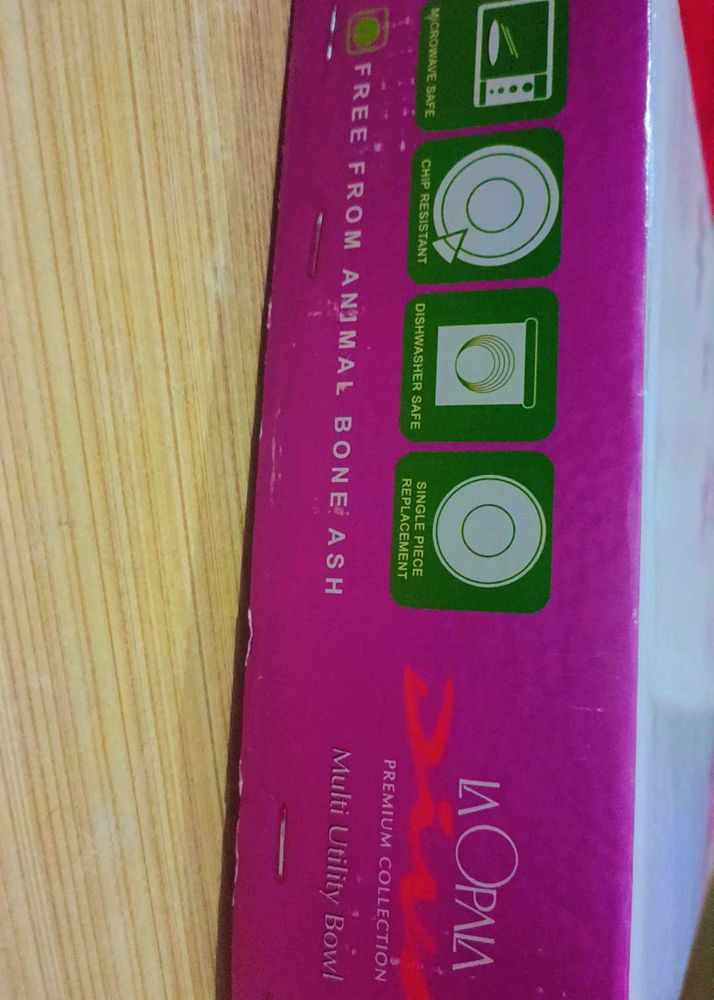 MICROWAVE SAFE
CHIP RESISTANT
DISHWASHER SAFE
SINGLE PIECE
REPLACEMENT
FREE FROM ANIMAL BONE ASH
LA OPALA
PREMIUM COLLECTION
Multi Utility Bowl